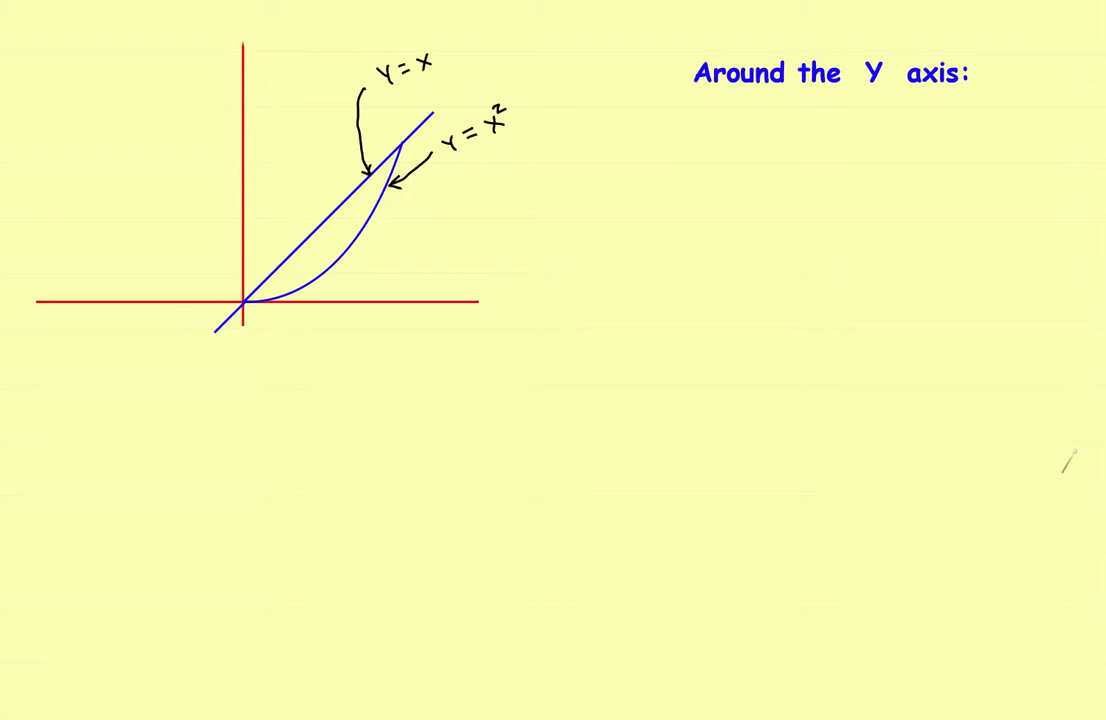 Y = X
Around the Y axis:
Y = X²